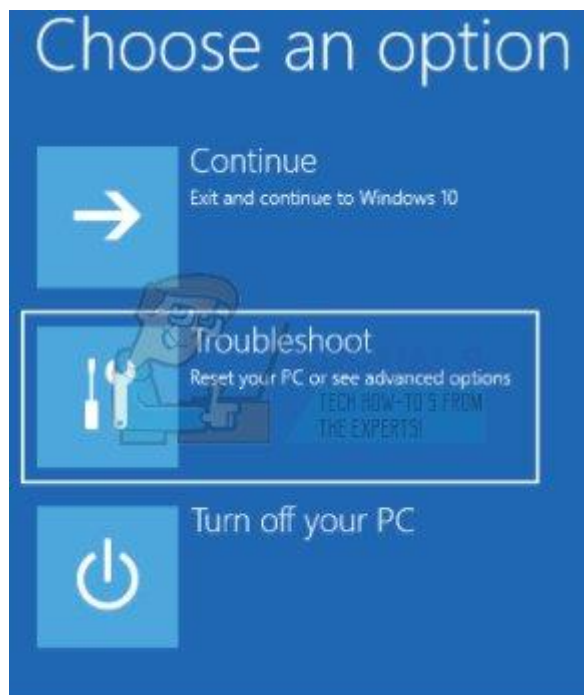 Choose an option
Continue
Exit and continue to Windows 10
Troubleshoot
Reset your PC or see advanced options
TECH HOW-TO'S FROM
THE EXPERTS!
Turn off your PC